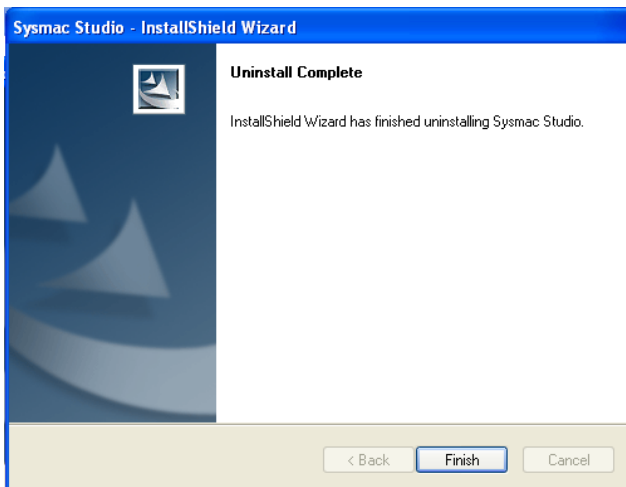 Sysmac Studio - InstallShield Wizard
Uninstall Complete
InstallShield Wizard has finished uninstalling Sysmac Studio.
< Back
Finish
Cancel